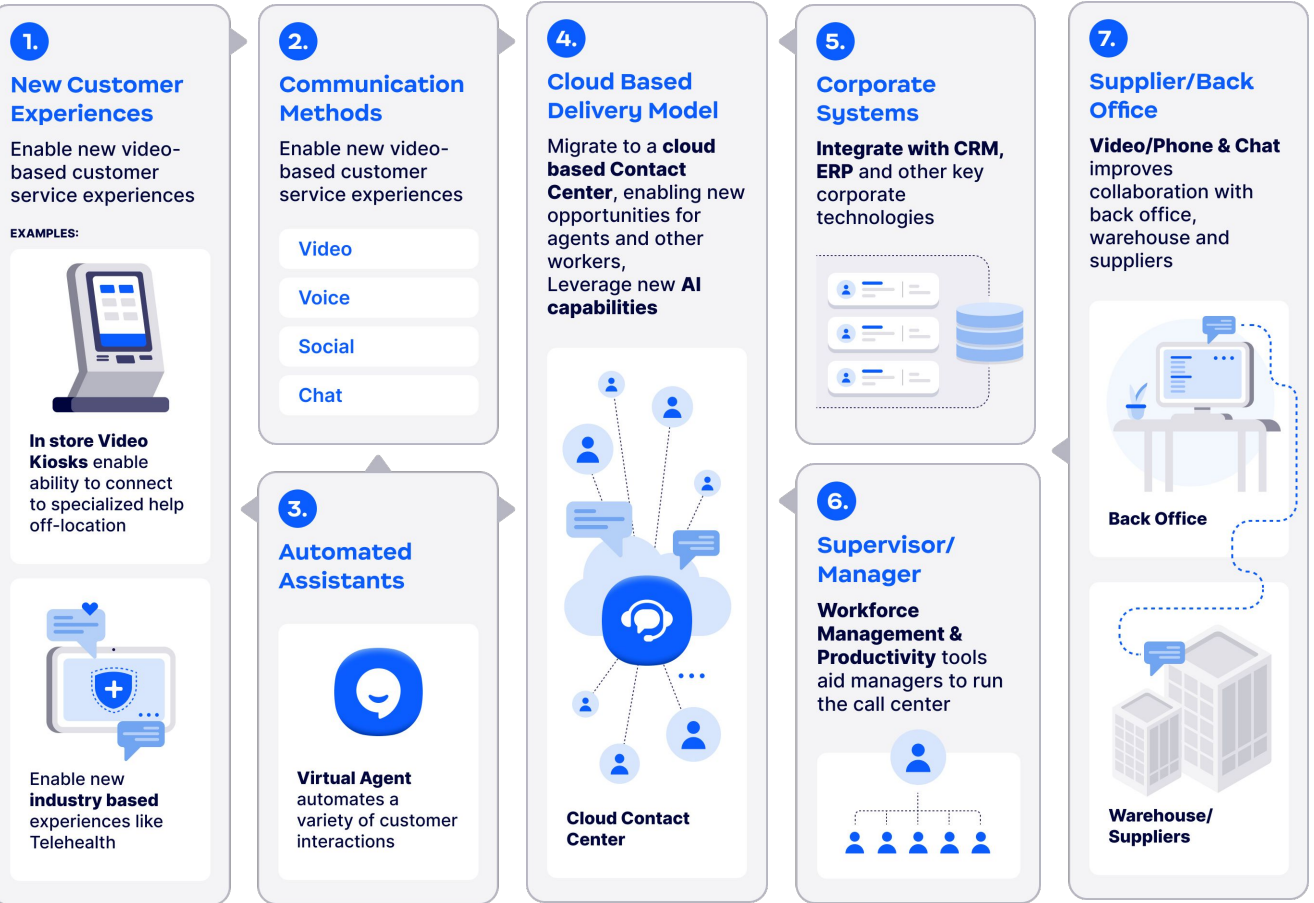 1.
New Customer
Experiences
Enable new video-
based customer
service experiences
EXAMPLES:
In store Video
Kiosks enable
ability to connect
to specialized help
off-location
Enable new
industry based
experiences like
Telehealth
2.
Communication
Methods
Enable new video-
based customer
service experiences
Video
Voice
Social
Chat
3.
Automated
Assistants
Virtual Agent
automates a
variety of customer
interactions
4.
Cloud Based
Delivery Model
Migrate to a cloud
based Contact
Center, enabling new
opportunities for
agents and other
workers,
Leverage new AI
capabilities
Cloud Contact
Center
5.
Corporate
Systems
Integrate with CRM,
ERP and other key
corporate
technologies
6.
Supervisor/
Manager
Workforce
Management &
Productivity tools
aid managers to run
the call center
7.
Supplier/Back
Office
Video/Phone & Chat
improves
collaboration with
back office,
warehouse and
suppliers
Back Office
Warehouse/
Suppliers